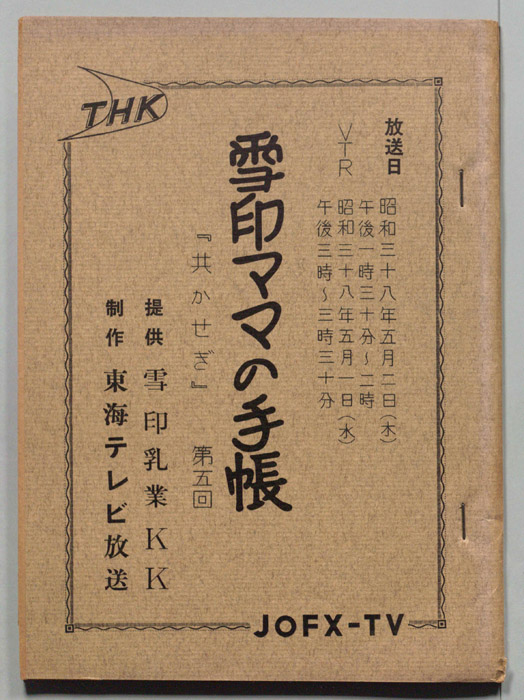 THK
放送日
昭和三十八年五月二日(木)
午後一時三十分～二時
VTR
昭和三十八年五月一日(水)
午後三時～三時三十分
雪印ママの手帳
『共かせぎ』 第五回
提供 雪印乳業KK
制作 東海テレビ放送
JOFX-TV